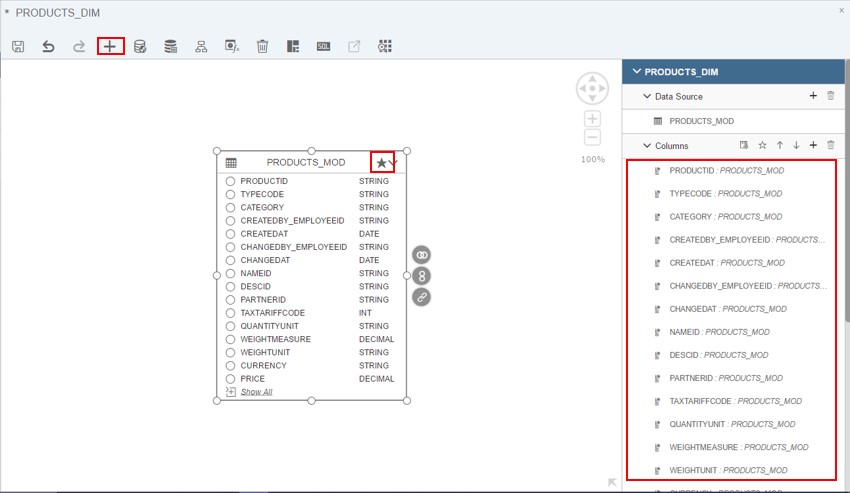 * PRODUCTS_DIM
×
SQL
PRODUCTS_DIM
Data Source
PRODUCTS_MOD
Columns
PRODUCTID : PRODUCTS_MOD
TYPECODE : PRODUCTS_MOD
CATEGORY : PRODUCTS_MOD
CREATEDBY_EMPLOYEEID : PRODUCTS...
CREATEDAT : PRODUCTS_MOD
CHANGEDBY_EMPLOYEEID : PRODUCTS...
CHANGEDAT : PRODUCTS_MOD
NAMEID : PRODUCTS_MOD
DESCID : PRODUCTS_MOD
PARTNERID : PRODUCTS_MOD
TAXTARIFFCODE : PRODUCTS_MOD
QUANTITYUNIT : PRODUCTS_MOD
WEIGHTMEASURE : PRODUCTS_MOD
WEIGHTUNIT : PRODUCTS_MOD
CURRENCY : PRODUCTS_MOD
100%
PRODUCTS_MOD
PRODUCTID STRING
TYPECODE STRING
CATEGORY STRING
CREATEDBY_EMPLOYEEID STRING
CREATEDAT DATE
CHANGEDBY_EMPLOYEEID STRING
CHANGEDAT DATE
NAMEID STRING
DESCID STRING
PARTNERID STRING
TAXTARIFFCODE INT
QUANTITYUNIT STRING
WEIGHTMEASURE DECIMAL
WEIGHTUNIT STRING
CURRENCY STRING
PRICE DECIMAL
Show All